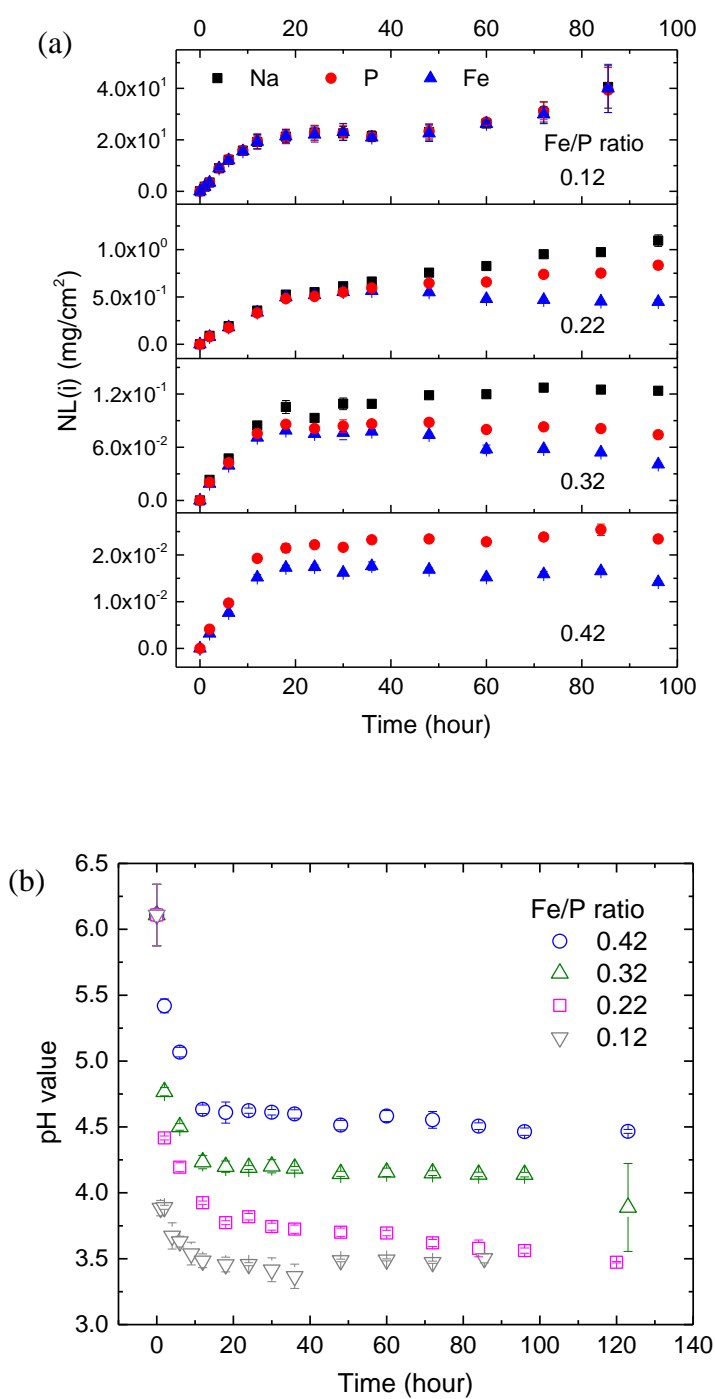 (a)
0 20 40 60 80 100
Na P Fe
4.0x10¹
2.0x10¹
0.0
Fe/P ratio
0.12
1.0x10⁰
5.0x10⁻¹
0.0
0.22
1.2x10⁻¹
6.0x10⁻²
0.0
0.32
2.0x10⁻²
1.0x10⁻²
0.0
0.42
NL(i) (mg/cm²)
0 20 40 60 80 100
Time (hour)
(b)
6.5
6.0
5.5
5.0
4.5
4.0
3.5
3.0
pH value
Fe/P ratio
0.42
0.32
0.22
0.12
0 20 40 60 80 100 120 140
Time (hour)